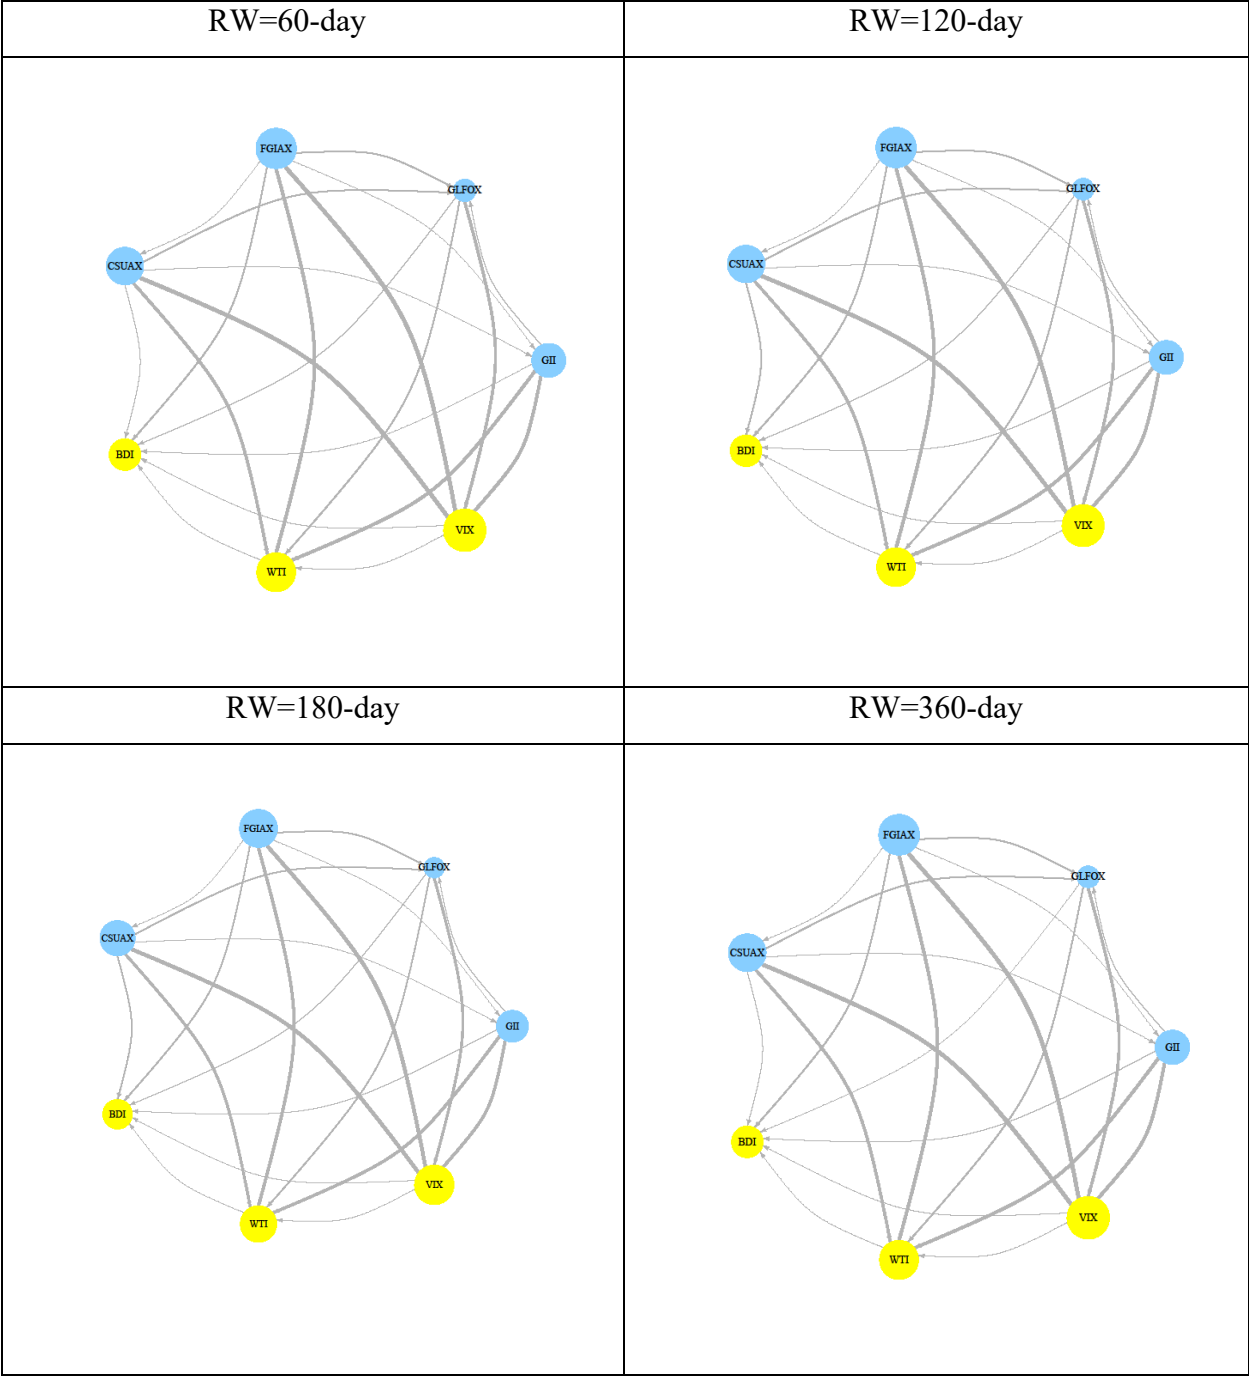 RW=60-day
RW=120-day
FGIAX
GLFOX
CSUAX
GII
BDI
VIX
WTI
FGIAX
GLFOX
CSUAX
GII
BDI
VIX
WTI
RW=180-day
RW=360-day
FGIAX
GLFOX
CSUAX
GII
BDI
VIX
WTI
FGIAX
GLFOX
CSUAX
GII
BDI
VIX
WTI